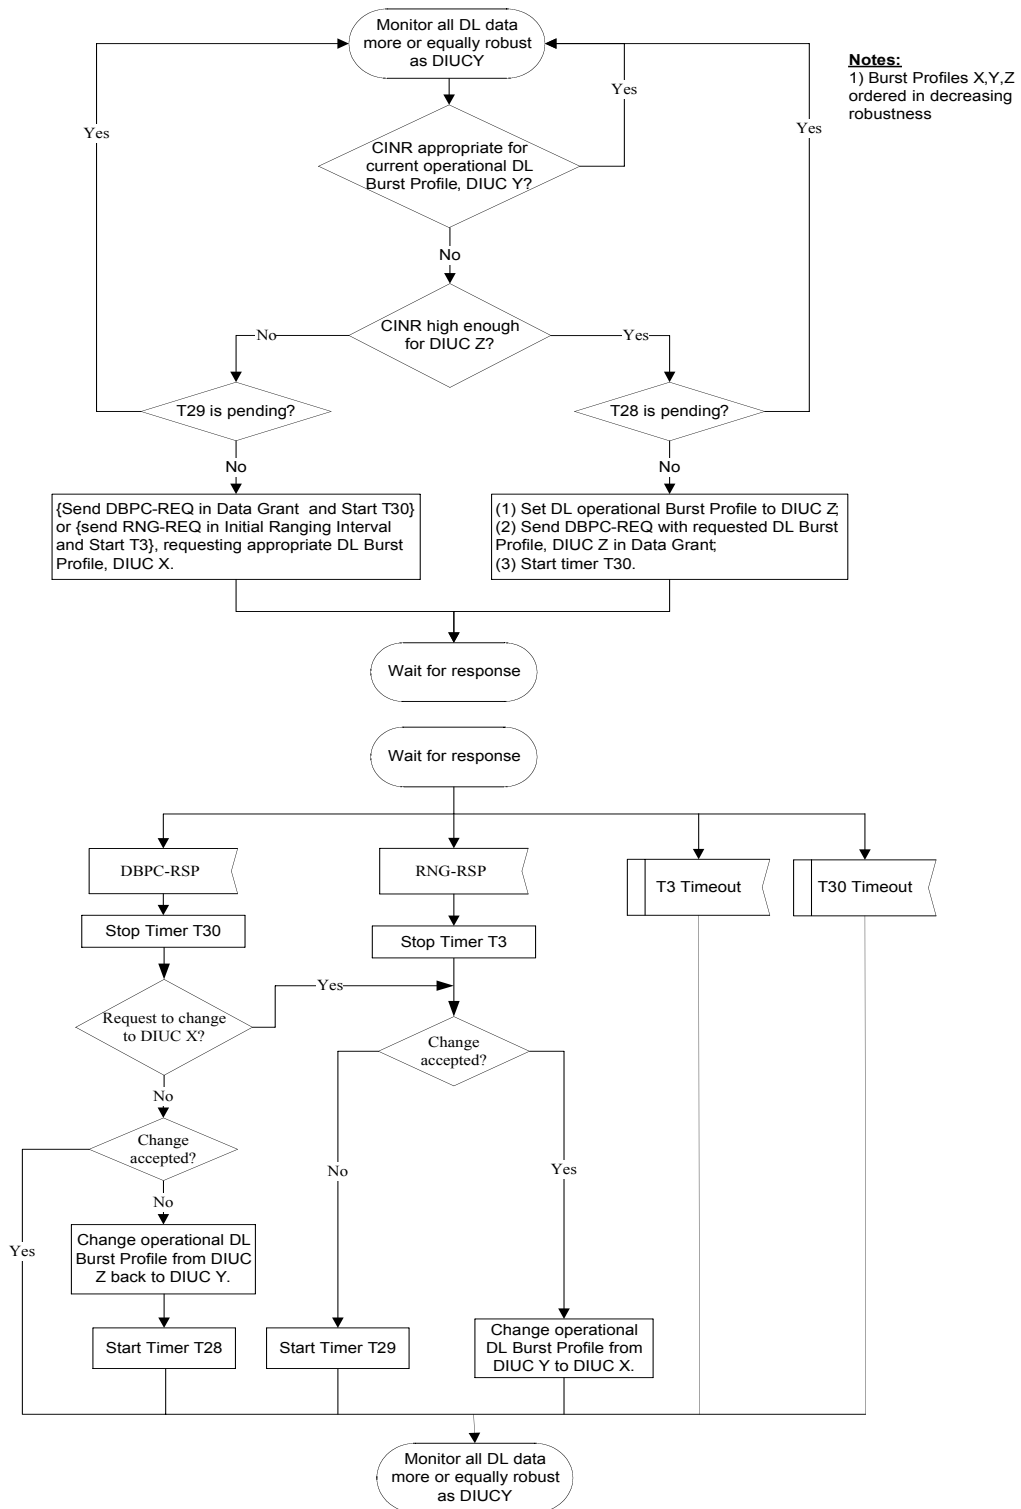 Monitor all DL data
more or equally robust
as DIUCY
Notes:
1) Burst Profiles X,Y,Z
ordered in decreasing
robustness
Yes
Yes
Yes
CINR appropriate for
current operational DL
Burst Profile, DIUC Y?
No
CINR high enough
for DIUC Z?
No
Yes
T29 is pending?
T28 is pending?
No
No
{Send DBPC-REQ in Data Grant and Start T30}
or {send RNG-REQ in Initial Ranging Interval
and Start T3}, requesting appropriate DL Burst
Profile, DIUC X.
(1) Set DL operational Burst Profile to DIUC Z;
(2) Send DBPC-REQ with requested DL Burst
Profile, DIUC Z in Data Grant;
(3) Start timer T30.
Wait for response
Wait for response
DBPC-RSP
RNG-RSP
T3 Timeout
T30 Timeout
Stop Timer T30
Stop Timer T3
Yes
Request to change
to DIUC X?
Change
accepted?
No
Change
accepted?
No
Yes
No
Yes
Change operational DL
Burst Profile from DIUC
Z back to DIUC Y.
Start Timer T28
Start Timer T29
Change operational
DL Burst Profile from
DIUC Y to DIUC X.
Monitor all DL data
more or equally robust
as DIUCY